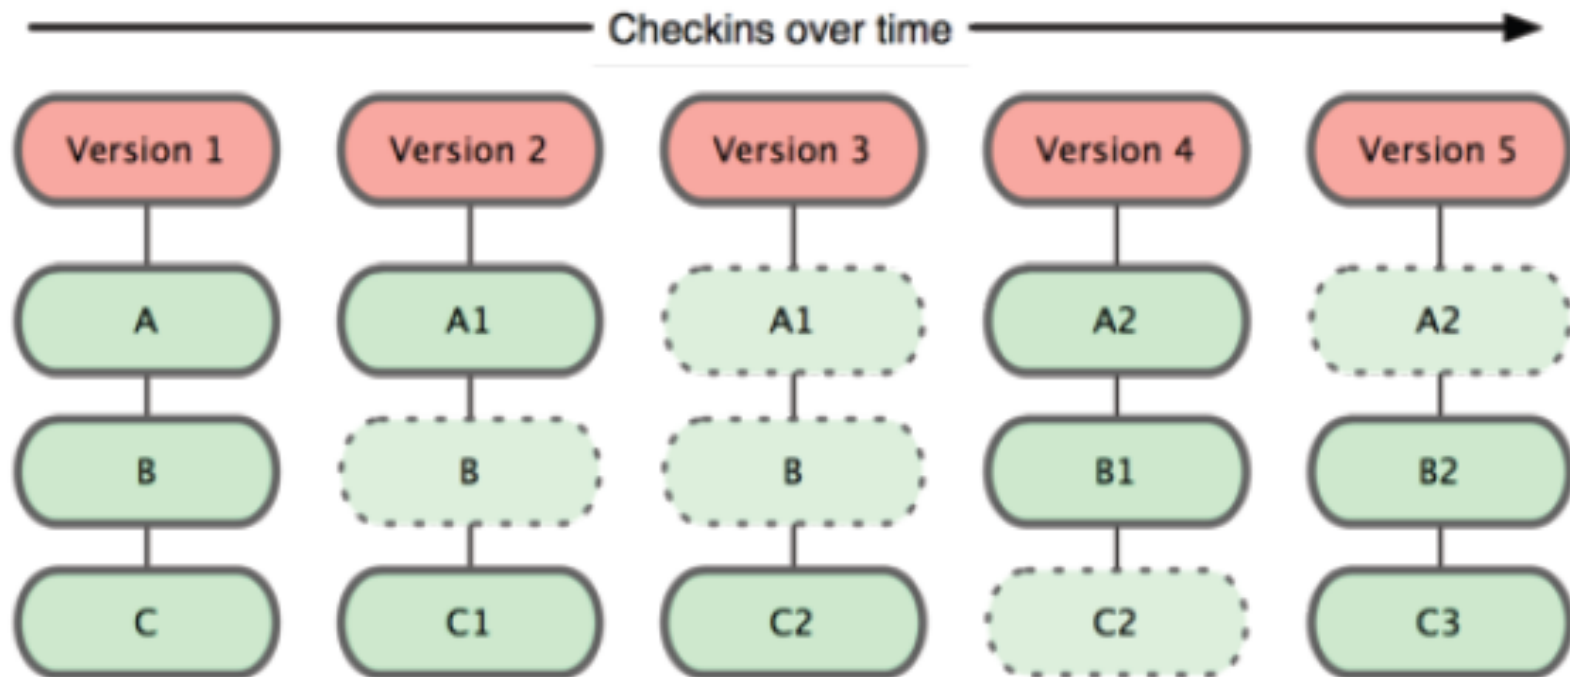 Checkins over time
Version 1 Version 2 Version 3 Version 4 Version 5
A A1 A1 A2 A2
B B B B1 B2
C C1 C2 C2 C3